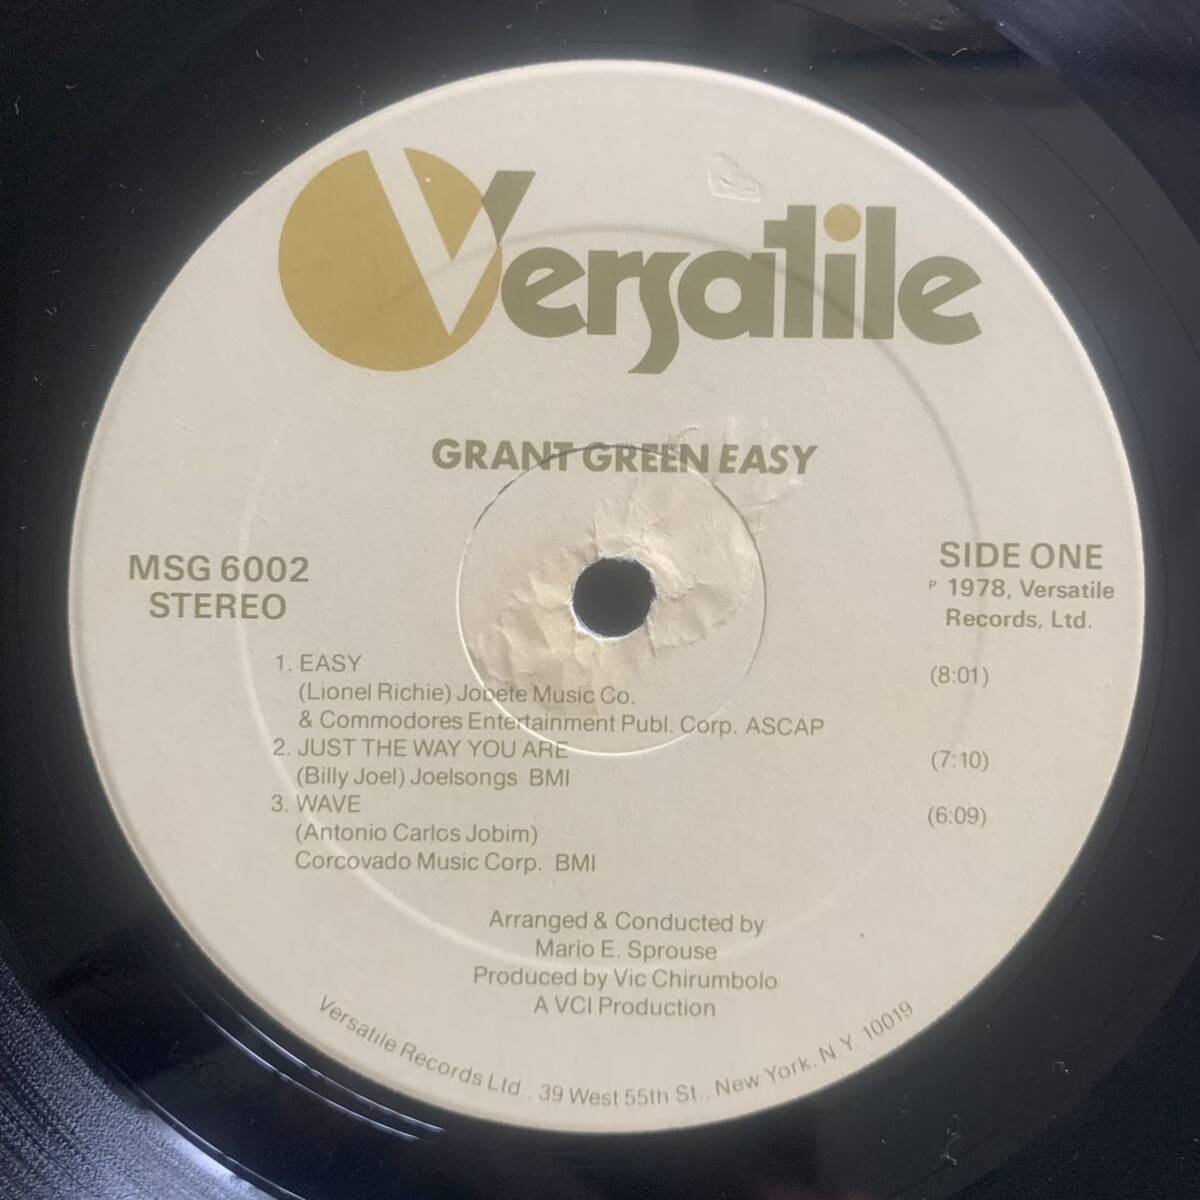 Versatile
GRANT GREEN EASY
MSG 6002
STEREO
SIDE ONE
℗ 1978, Versatile
Records, Ltd.
1. EASY (8:01)
(Lionel Richie) Jobete Music Co.
& Commodores Entertainment Publ. Corp. ASCAP
2. JUST THE WAY YOU ARE (7:10)
(Billy Joel) Joelsongs BMI
3. WAVE (6:09)
(Antonio Carlos Jobim)
Corcovado Music Corp. BMI
Arranged & Conducted by
Mario E. Sprouse
Produced by Vic Chirumbolo
A VCI Production
Versatile Records Ltd., 39 West 55th St., New York, N.Y. 10019